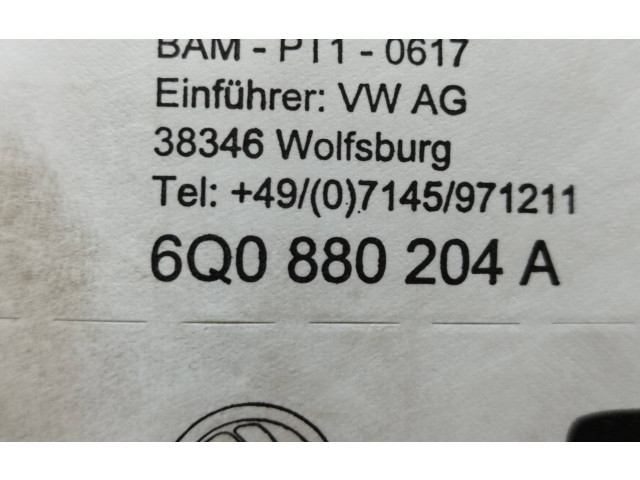 BAM - PT1 - 0617
Einführer: VW AG
38346 Wolfsburg
Tel: +49/(0)7145/971211
6Q0 880 204 A